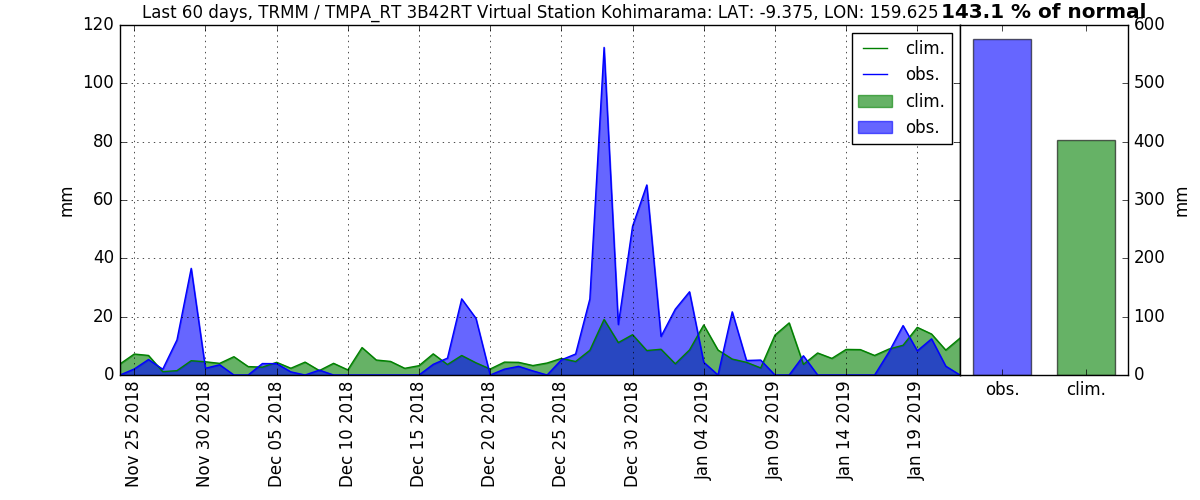 Last 60 days, TRMM / TMPA_RT 3B42RT Virtual Station Kohimarama: LAT: -9.375, LON: 159.625
143.1 % of normal
120
100
80
60
40
20
0
mm
clim.
obs.
clim.
obs.
Nov 25 2018
Nov 30 2018
Dec 05 2018
Dec 10 2018
Dec 15 2018
Dec 20 2018
Dec 25 2018
Dec 30 2018
Jan 04 2019
Jan 09 2019
Jan 14 2019
Jan 19 2019
600
500
400
300
200
100
0
mm
obs.
clim.